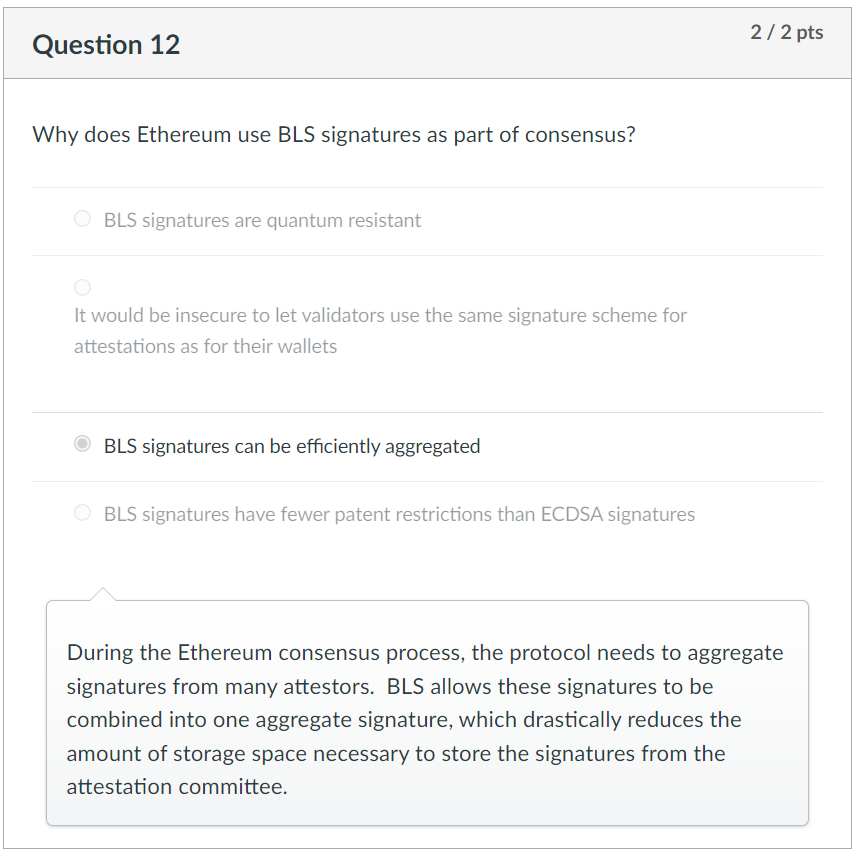 Question 12
2 / 2 pts
Why does Ethereum use BLS signatures as part of consensus?
BLS signatures are quantum resistant
It would be insecure to let validators use the same signature scheme for
attestations as for their wallets
BLS signatures can be efficiently aggregated
BLS signatures have fewer patent restrictions than ECDSA signatures
During the Ethereum consensus process, the protocol needs to aggregate
signatures from many attestors.  BLS allows these signatures to be
combined into one aggregate signature, which drastically reduces the
amount of storage space necessary to store the signatures from the
attestation committee.